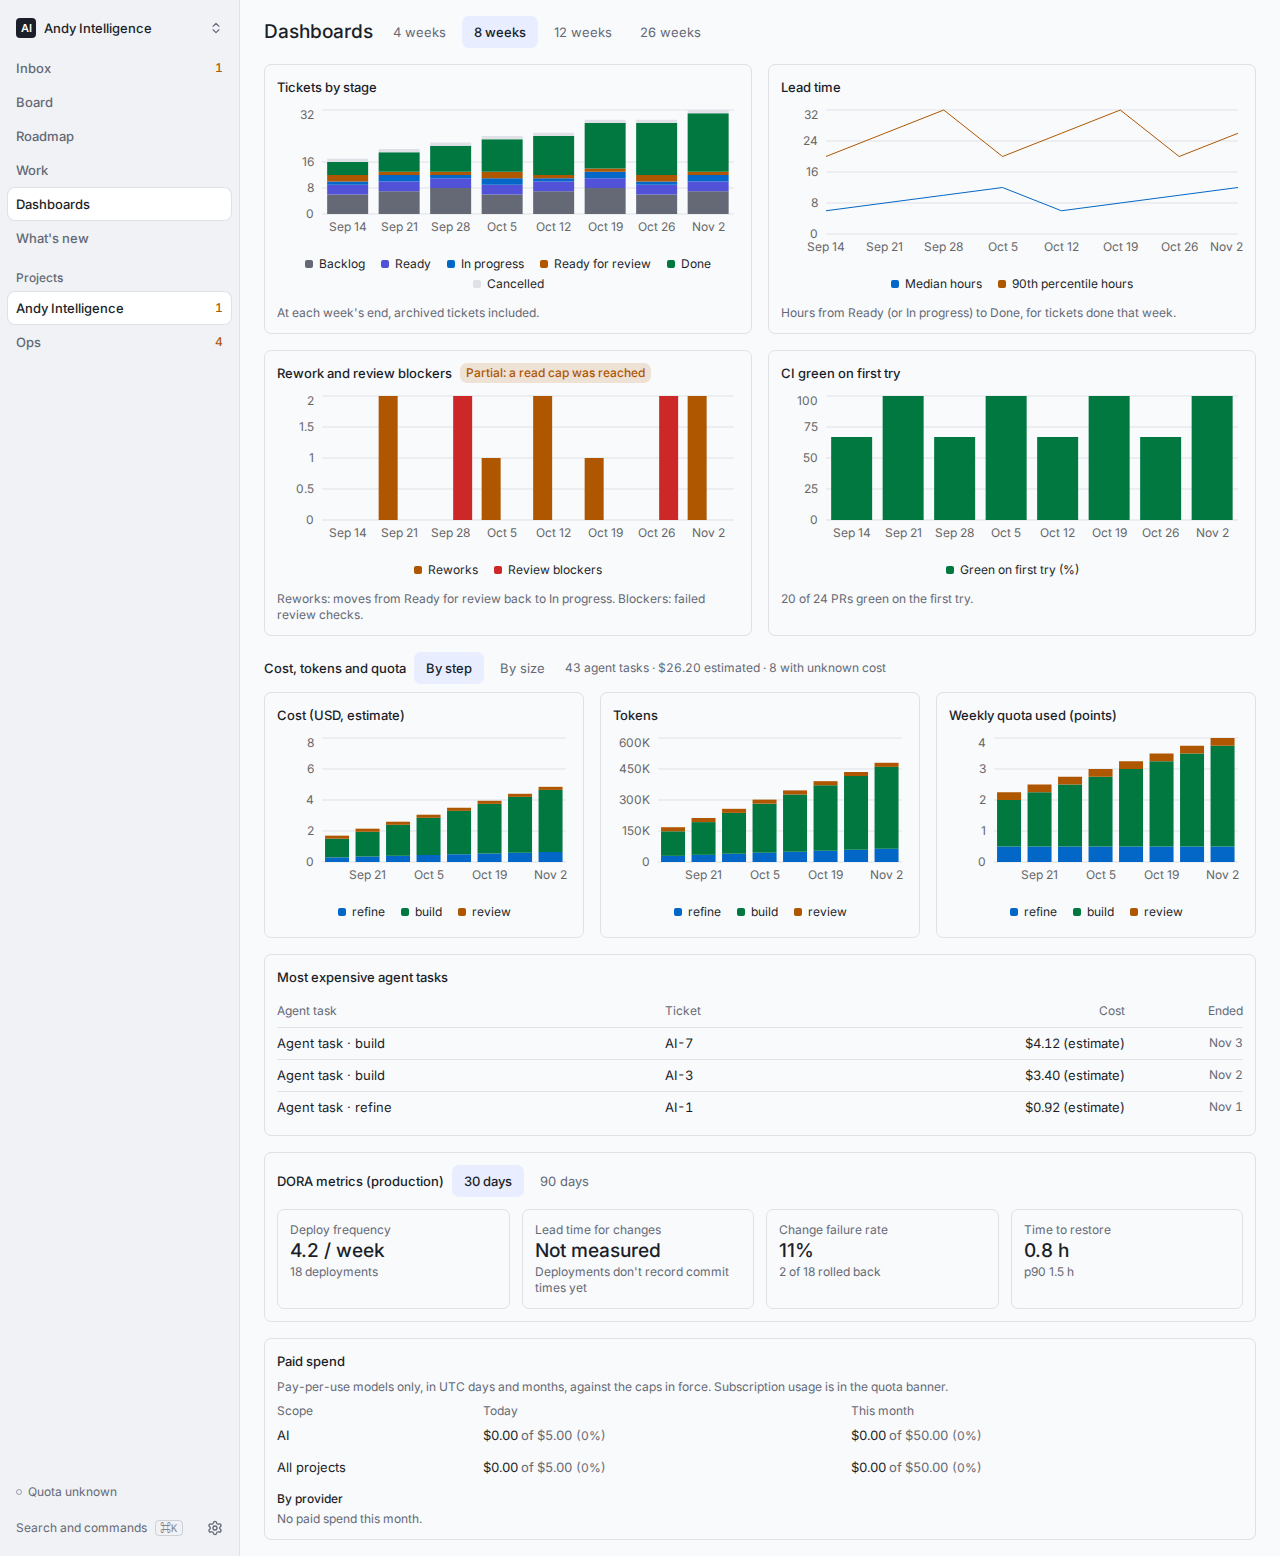 AI Andy Intelligence
Inbox 1
Board
Roadmap
Work
Dashboards
What's new
Projects
Andy Intelligence 1
Ops 4
Quota unknown
Search and commands ⌘K
Dashboards 4 weeks 8 weeks 12 weeks 26 weeks
Tickets by stage
32
16
8
0
Sep 14 Sep 21 Sep 28 Oct 5 Oct 12 Oct 19 Oct 26 Nov 2
Backlog Ready In progress Ready for review Done
Cancelled
At each week's end, archived tickets included.
Lead time
32
24
16
8
0
Sep 14 Sep 21 Sep 28 Oct 5 Oct 12 Oct 19 Oct 26 Nov 2
Median hours 90th percentile hours
Hours from Ready (or In progress) to Done, for tickets done that week.
Rework and review blockers Partial: a read cap was reached
2
1.5
1
0.5
0
Sep 14 Sep 21 Sep 28 Oct 5 Oct 12 Oct 19 Oct 26 Nov 2
Reworks Review blockers
Reworks: moves from Ready for review back to In progress. Blockers: failed
review checks.
CI green on first try
100
75
50
25
0
Sep 14 Sep 21 Sep 28 Oct 5 Oct 12 Oct 19 Oct 26 Nov 2
Green on first try (%)
20 of 24 PRs green on the first try.
Cost, tokens and quota By step By size 43 agent tasks · $26.20 estimated · 8 with unknown cost
Cost (USD, estimate)
8
6
4
2
0
Sep 21 Oct 5 Oct 19 Nov 2
refine build review
Tokens
600K
450K
300K
150K
0
Sep 21 Oct 5 Oct 19 Nov 2
refine build review
Weekly quota used (points)
4
3
2
1
0
Sep 21 Oct 5 Oct 19 Nov 2
refine build review
Most expensive agent tasks
Agent task Ticket Cost Ended
Agent task · build AI-7 $4.12 (estimate) Nov 3
Agent task · build AI-3 $3.40 (estimate) Nov 2
Agent task · refine AI-1 $0.92 (estimate) Nov 1
DORA metrics (production) 30 days 90 days
Deploy frequency
4.2 / week
18 deployments
Lead time for changes
Not measured
Deployments don't record commit
times yet
Change failure rate
11%
2 of 18 rolled back
Time to restore
0.8 h
p90 1.5 h
Paid spend
Pay-per-use models only, in UTC days and months, against the caps in force. Subscription usage is in the quota banner.
Scope Today This month
AI $0.00 of $5.00 (0%) $0.00 of $50.00 (0%)
All projects $0.00 of $5.00 (0%) $0.00 of $50.00 (0%)
By provider
No paid spend this month.